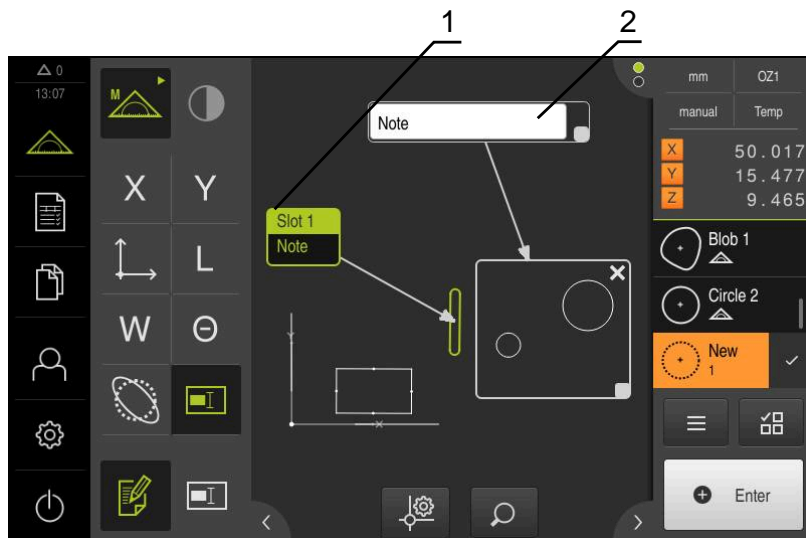 1
2
0
13:07
M
X
Y
L
W
Θ
Note
Slot 1
Note
Y
X
mm
OZ1
manual
Temp
X 50.017
Y 15.477
Z 9.465
Blob 1
Circle 2
New
1
Enter